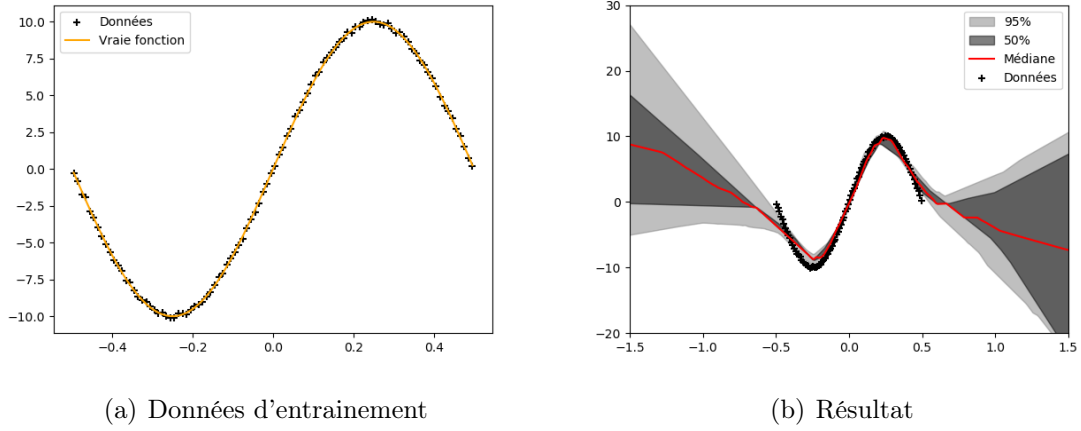 Données
Vraie fonction
10.0
7.5
5.0
2.5
0.0
−2.5
−5.0
−7.5
−10.0
−0.4 −0.2 0.0 0.2 0.4
(a) Données d'entrainement
95%
50%
Médiane
Données
30
20
10
0
−10
−20
−1.5 −1.0 −0.5 0.0 0.5 1.0 1.5
(b) Résultat